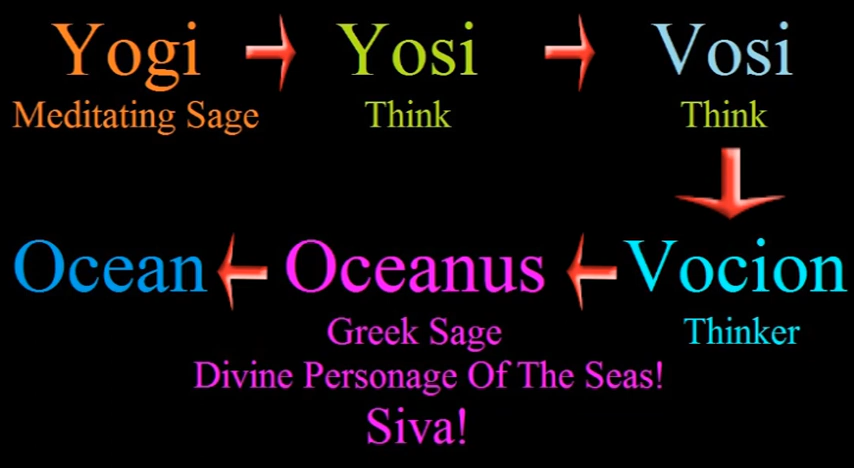 Yogi Yosi Vosi
Meditating Sage Think Think
Ocean Oceanus Vocion
Greek Sage Thinker
Divine Personage Of The Seas!
Siva!